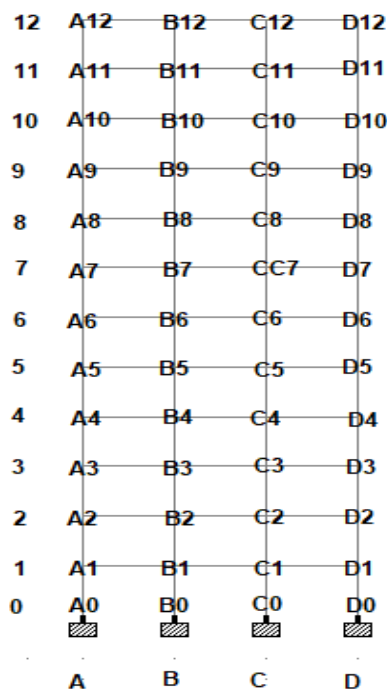 12 A12 B12 C12 D12
11 A11 B11 C11 D11
10 A10 B10 C10 D10
9 A9 B9 C9 D9
8 A8 B8 C8 D8
7 A7 B7 CC7 D7
6 A6 B6 C6 D6
5 A5 B5 C5 D5
4 A4 B4 C4 D4
3 A3 B3 C3 D3
2 A2 B2 C2 D2
1 A1 B1 C1 D1
0 A0 B0 C0 D0
A B C D